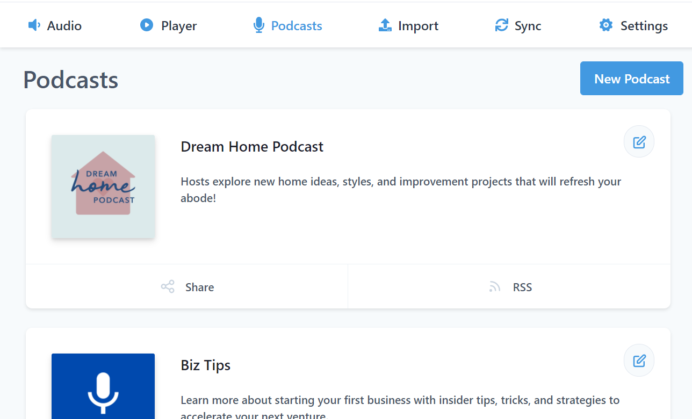 Audio
Player
Podcasts
Import
Sync
Settings
Podcasts
New Podcast
DREAM
home
PODCAST
Dream Home Podcast
Hosts explore new home ideas, styles, and improvement projects that will refresh your
abode!
Share
RSS
Biz Tips
Learn more about starting your first business with insider tips, tricks, and strategies to
accelerate your next venture